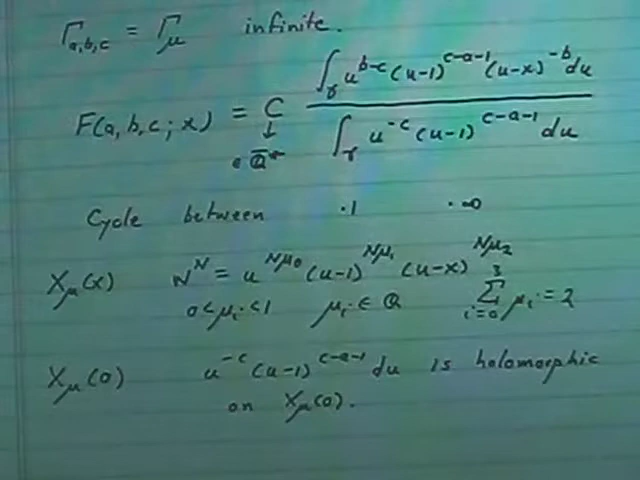 Γa,b,c = Γμ infinite.
F(a,b,c;x) = C ∫γ u^{b-c} (u-1)^{c-a-1} (u-x)^{-b} du / ∫γ u^{-c} (u-1)^{c-a-1} du
↓
∈ Q̄*
Cycle between ·1 ·∞
Xμ(x) w^N = u^{Nμ0} (u-1)^{Nμ1} (u-x)^{Nμ2}
0<μi<1 μi ∈ Q Σ_{i=0}^{3} μi = 2
Xμ(0) u^{-c} (u-1)^{c-a-1} du is holomorphic
on Xμ(0).